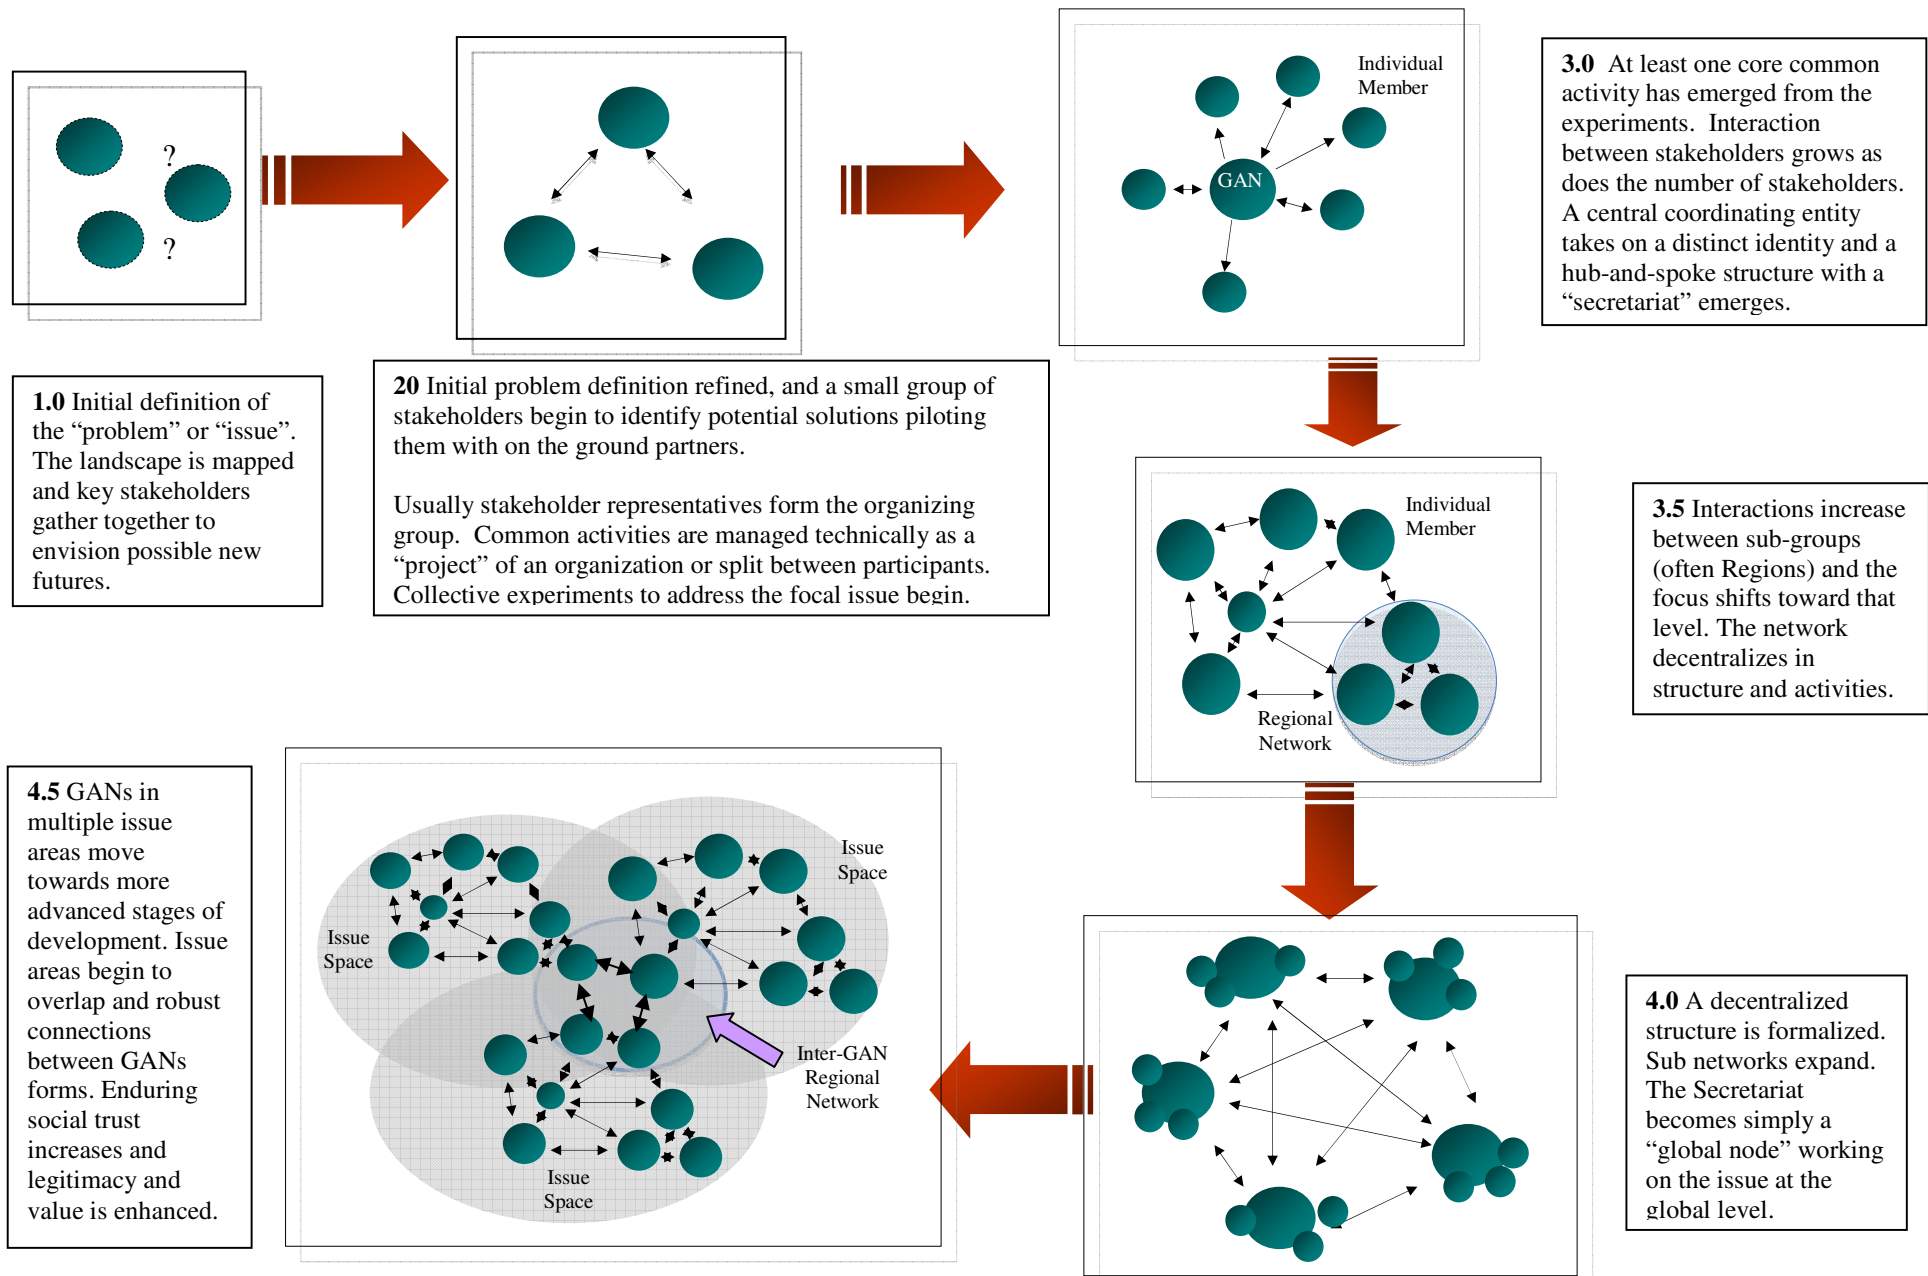 ?
?
1.0 Initial definition of
the “problem” or “issue”.
The landscape is mapped
and key stakeholders
gather together to
envision possible new
futures.
20 Initial problem definition refined, and a small group of
stakeholders begin to identify potential solutions piloting
them with on the ground partners.
Usually stakeholder representatives form the organizing
group.  Common activities are managed technically as a
“project” of an organization or split between participants.
Collective experiments to address the focal issue begin.
Individual
Member
GAN
3.0  At least one core common
activity has emerged from the
experiments.  Interaction
between stakeholders grows as
does the number of stakeholders.
A central coordinating entity
takes on a distinct identity and a
hub-and-spoke structure with a
“secretariat” emerges.
Individual
Member
Regional
Network
3.5 Interactions increase
between sub-groups
(often Regions) and the
focus shifts toward that
level. The network
decentralizes in
structure and activities.
4.0 A decentralized
structure is formalized.
Sub networks expand.
The Secretariat
becomes simply a
“global node” working
on the issue at the
global level.
Issue
Space
Issue
Space
Inter-GAN
Regional
Network
Issue
Space
4.5 GANs in
multiple issue
areas move
towards more
advanced stages of
development. Issue
areas begin to
overlap and robust
connections
between GANs
forms. Enduring
social trust
increases and
legitimacy and
value is enhanced.